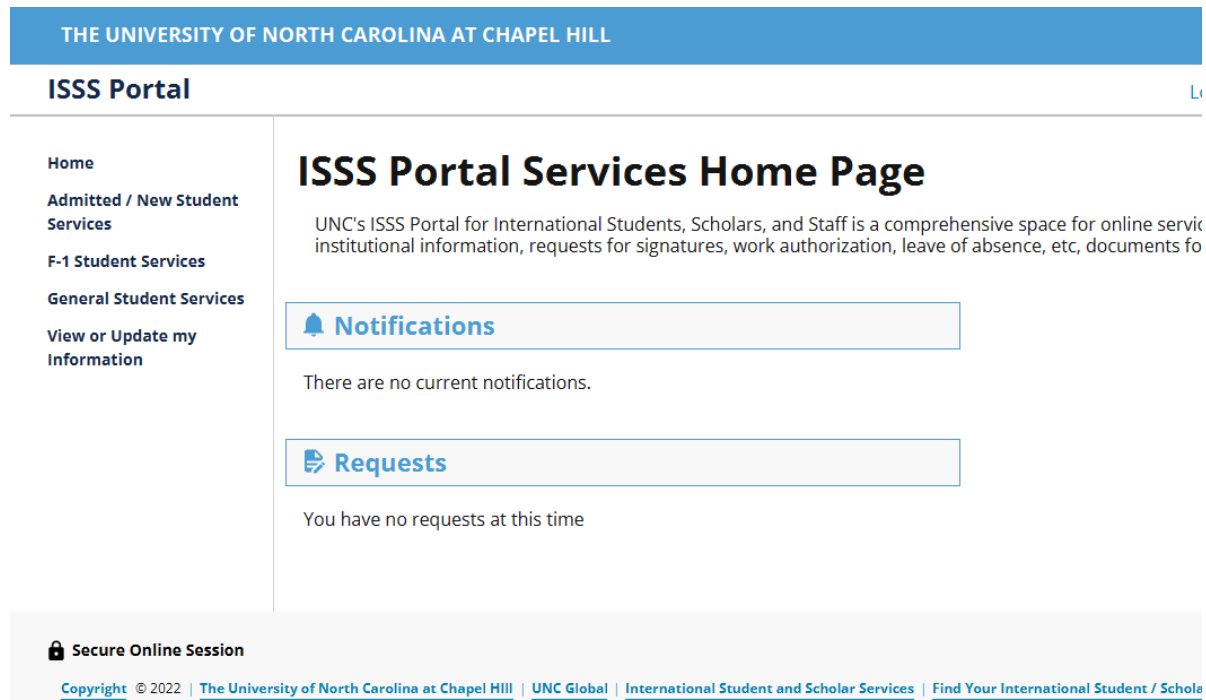 THE UNIVERSITY OF NORTH CAROLINA AT CHAPEL HILL
ISSS Portal
Home
Admitted / New Student
Services
F-1 Student Services
General Student Services
View or Update my
Information
ISSS Portal Services Home Page
UNC's ISSS Portal for International Students, Scholars, and Staff is a comprehensive space for online
institutional information, requests for signatures, work authorization, leave of absence, etc, documents
Notifications
There are no current notifications.
Requests
You have no requests at this time
Secure Online Session
Copyright © 2022 | The University of North Carolina at Chapel HIll | UNC Global | International Student and Scholar Services | Find Your International Student /